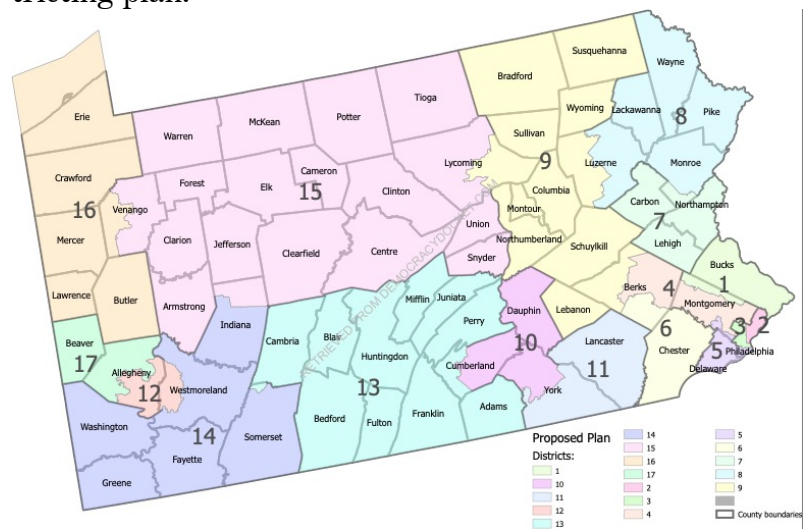 tricting plan.
Susquehanna
Bradford
Wayne
Tioga
Wyoming
Erie
Potter
McKean
Lackawanna
Pike
Warren
8
Sullivan
Crawford
Lycoming
9
Luzerne
Monroe
Cameron
Forest
Elk
15
Clinton
Columbia
16
Venango
Carbon
Northampton
Montour
7
Mercer
Clarion
Union
Jefferson
Northumberland
Lehigh
Clearfield
Centre
Snyder
Schuylkill
Bucks
1
Lawrence
Butler
Mifflin
Juniata
Berks
4
Armstrong
Montgomery
Indiana
Dauphin
Lebanon
Perry
3
2
Beaver
Cambria
Blair
6
17
Huntingdon
10
Lancaster
5
Philadelphia
Allegheny
Cumberland
Chester
Delaware
12
Westmoreland
13
11
York
Washington
14
Bedford
Franklin
Adams
Somerset
Fulton
Fayette
Greene
RETRIEVED FROM DEMOCRACYDOCKET.COM
Proposed Plan
Districts:
1
10
11
12
13
14
15
16
17
2
3
4
5
6
7
8
9
County boundaries